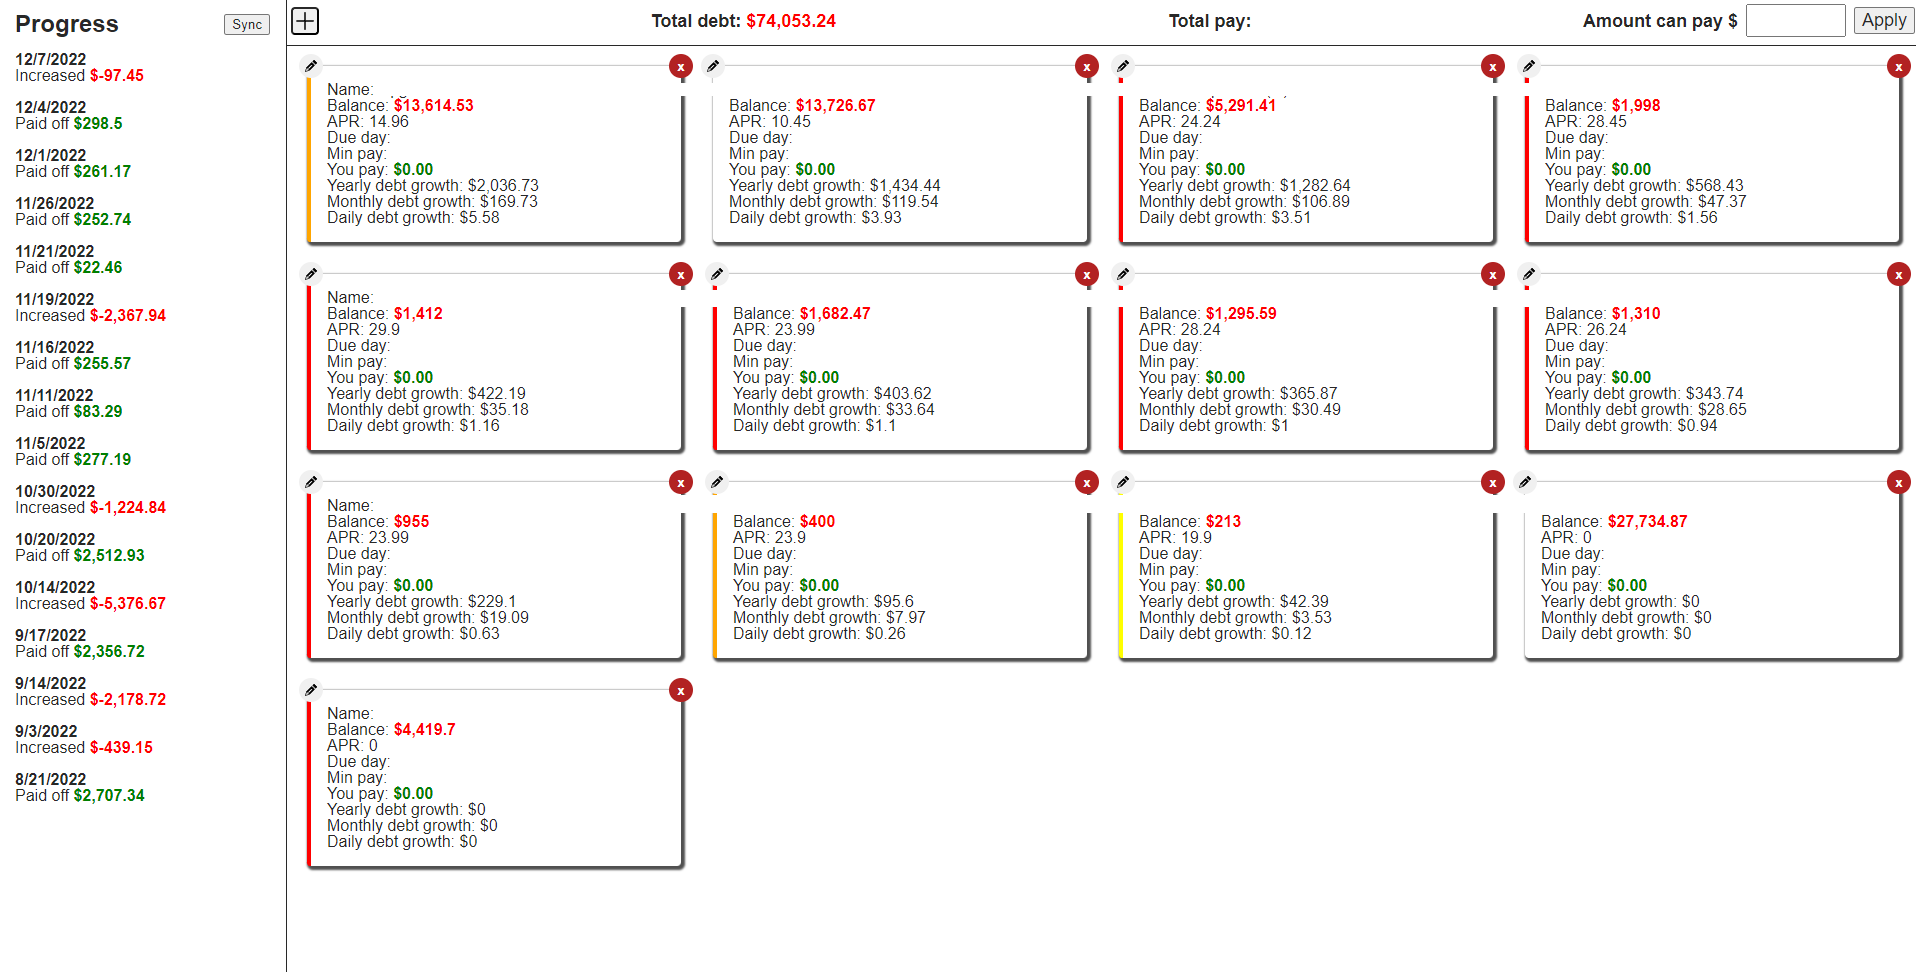 Progress
Sync
12/7/2022
Increased $-97.45
12/4/2022
Paid off $298.5
12/1/2022
Paid off $261.17
11/26/2022
Paid off $252.74
11/21/2022
Paid off $22.46
11/19/2022
Increased $-2,367.94
11/16/2022
Paid off $255.57
11/11/2022
Paid off $83.29
11/5/2022
Paid off $277.19
10/30/2022
Increased $-1,224.84
10/20/2022
Paid off $2,512.93
10/14/2022
Increased $-5,376.67
9/17/2022
Paid off $2,356.72
9/14/2022
Increased $-2,178.72
9/3/2022
Increased $-439.15
8/21/2022
Paid off $2,707.34
Total debt: $74,053.24
Total pay:
Amount can pay $
Apply
x
Name:
Balance: $13,614.53
APR: 14.96
Due day:
Min pay:
You pay: $0.00
Yearly debt growth: $2,036.73
Monthly debt growth: $169.73
Daily debt growth: $5.58
x
Balance: $13,726.67
APR: 10.45
Due day:
Min pay:
You pay: $0.00
Yearly debt growth: $1,434.44
Monthly debt growth: $119.54
Daily debt growth: $3.93
x
Balance: $5,291.41
APR: 24.24
Due day:
Min pay:
You pay: $0.00
Yearly debt growth: $1,282.64
Monthly debt growth: $106.89
Daily debt growth: $3.51
x
Balance: $1,998
APR: 28.45
Due day:
Min pay:
You pay: $0.00
Yearly debt growth: $568.43
Monthly debt growth: $47.37
Daily debt growth: $1.56
x
Name:
Balance: $1,412
APR: 29.9
Due day:
Min pay:
You pay: $0.00
Yearly debt growth: $422.19
Monthly debt growth: $35.18
Daily debt growth: $1.16
x
Balance: $1,682.47
APR: 23.99
Due day:
Min pay:
You pay: $0.00
Yearly debt growth: $403.62
Monthly debt growth: $33.64
Daily debt growth: $1.1
x
Balance: $1,295.59
APR: 28.24
Due day:
Min pay:
You pay: $0.00
Yearly debt growth: $365.87
Monthly debt growth: $30.49
Daily debt growth: $1
x
Balance: $1,310
APR: 26.24
Due day:
Min pay:
You pay: $0.00
Yearly debt growth: $343.74
Monthly debt growth: $28.65
Daily debt growth: $0.94
x
Name:
Balance: $955
APR: 23.99
Due day:
Min pay:
You pay: $0.00
Yearly debt growth: $229.1
Monthly debt growth: $19.09
Daily debt growth: $0.63
x
Balance: $400
APR: 23.9
Due day:
Min pay:
You pay: $0.00
Yearly debt growth: $95.6
Monthly debt growth: $7.97
Daily debt growth: $0.26
x
Balance: $213
APR: 19.9
Due day:
Min pay:
You pay: $0.00
Yearly debt growth: $42.39
Monthly debt growth: $3.53
Daily debt growth: $0.12
x
Balance: $27,734.87
APR: 0
Due day:
Min pay:
You pay: $0.00
Yearly debt growth: $0
Monthly debt growth: $0
Daily debt growth: $0
x
Name:
Balance: $4,419.7
APR: 0
Due day:
Min pay:
You pay: $0.00
Yearly debt growth: $0
Monthly debt growth: $0
Daily debt growth: $0